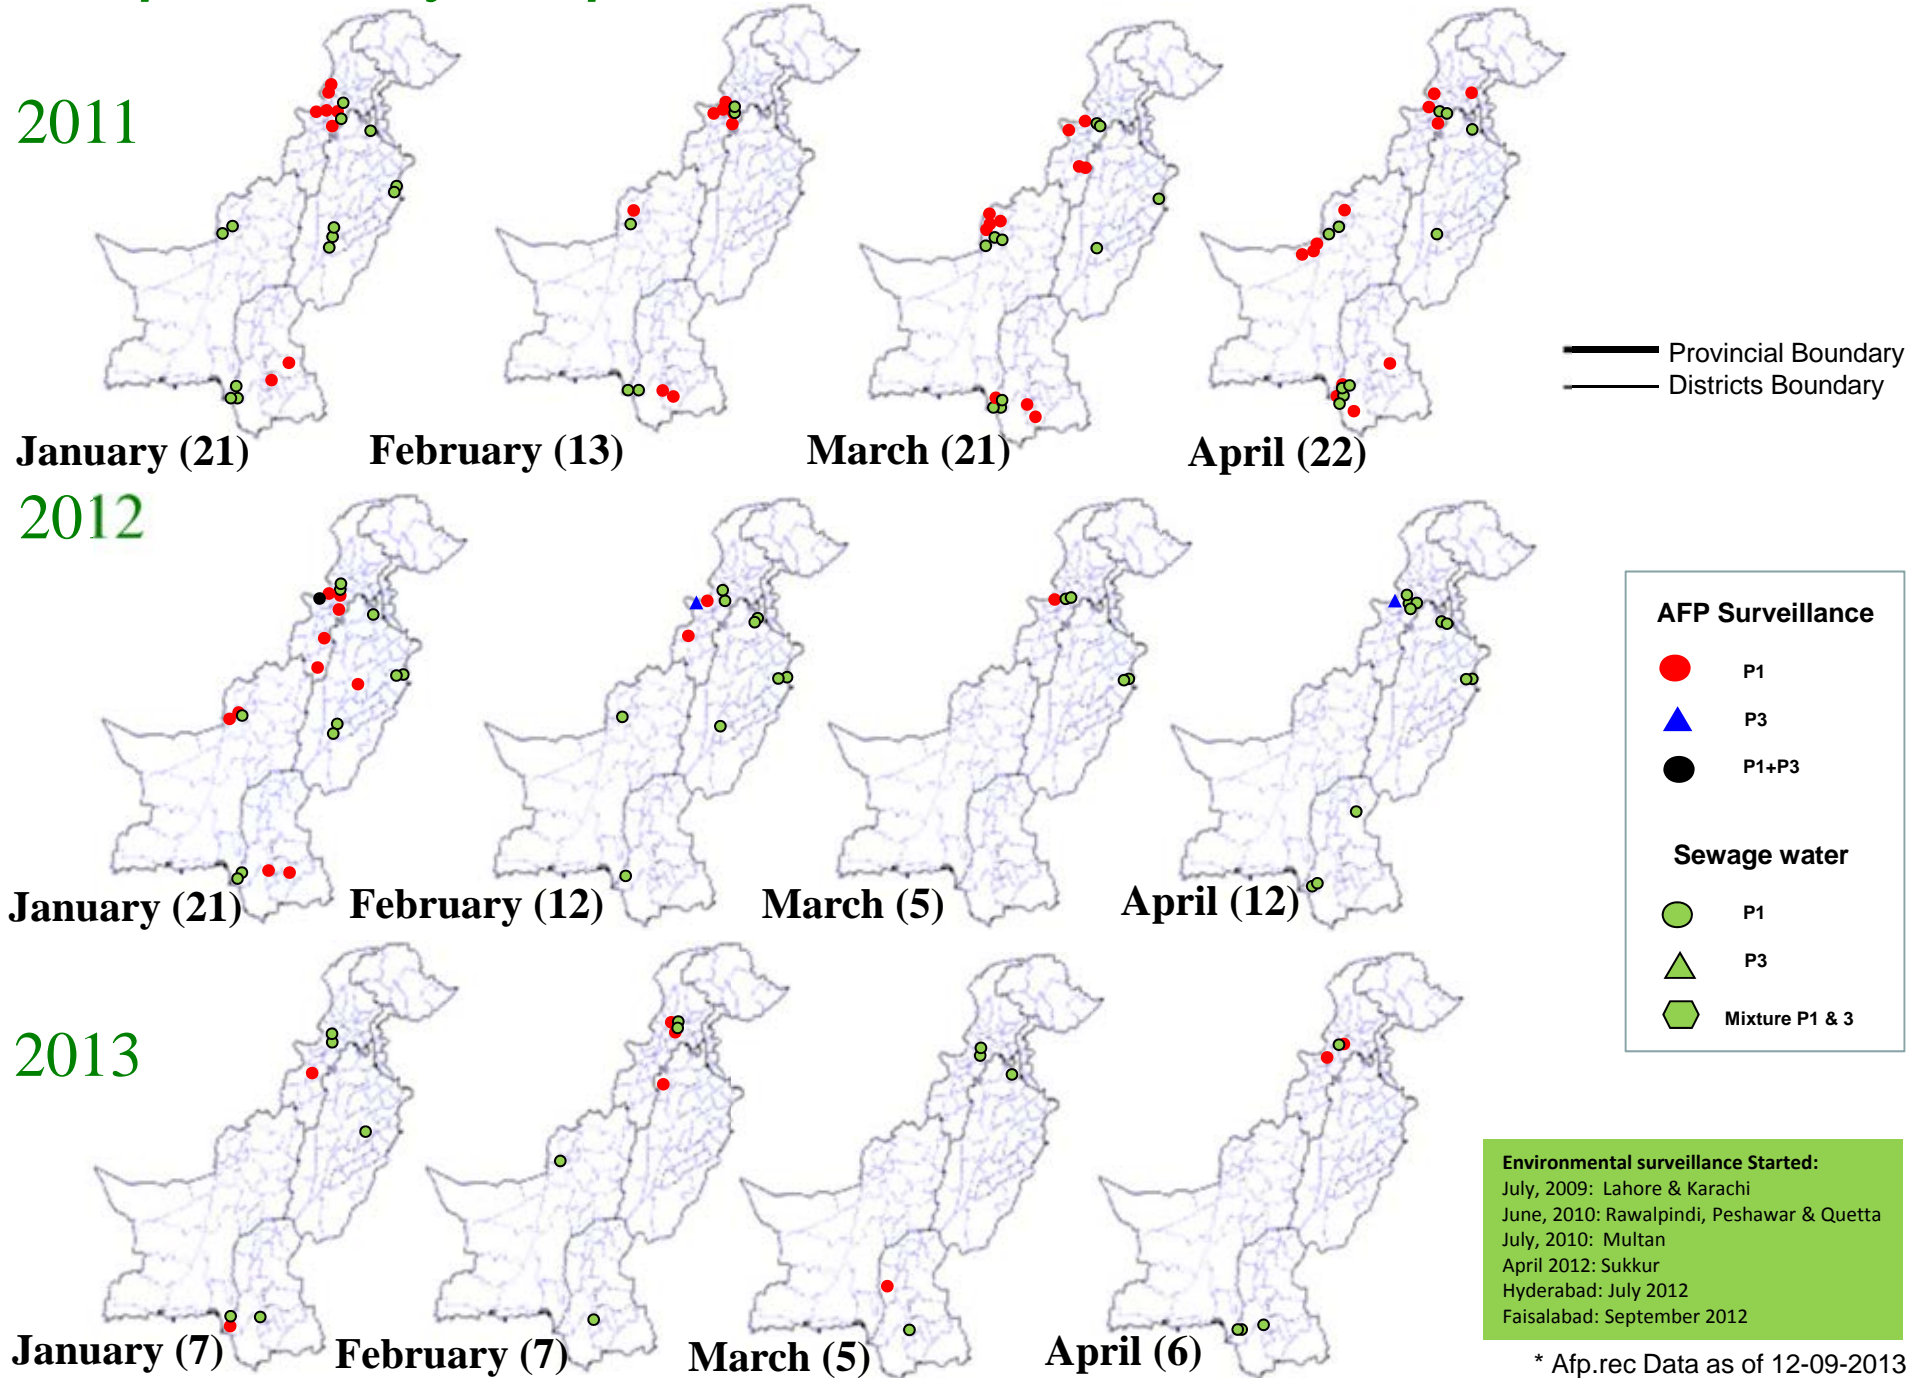 2011
January (21)
February (13)
March (21)
April (22)
Provincial Boundary
Districts Boundary
2012
January (21)
February (12)
March (5)
April (12)
AFP Surveillance
P1
P3
P1+P3
Sewage water
P1
P3
Mixture P1 & 3
2013
January (7)
February (7)
March (5)
April (6)
Environmental surveillance Started:
July, 2009: Lahore & Karachi
June, 2010: Rawalpindi, Peshawar & Quetta
July, 2010: Multan
April 2012: Sukkur
Hyderabad: July 2012
Faisalabad: September 2012
* Afp.rec Data as of 12-09-2013